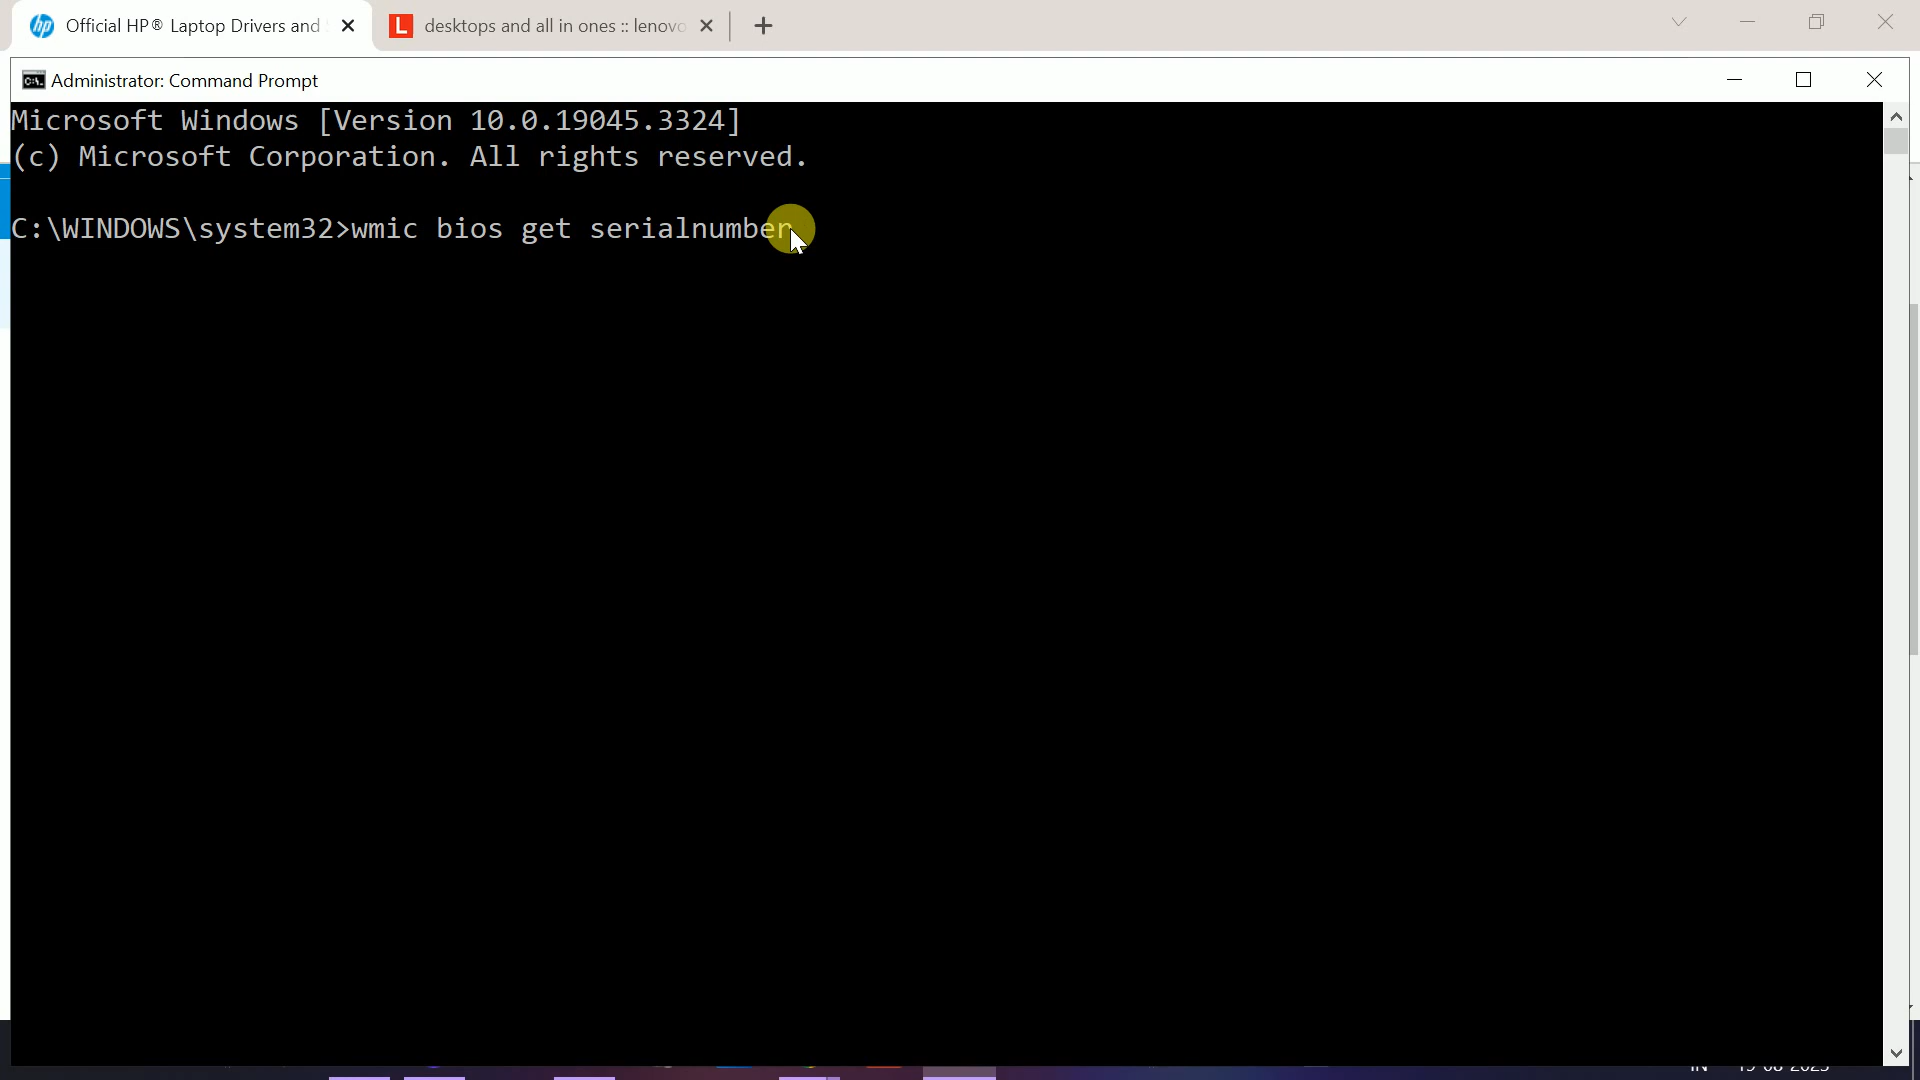 Official HP® Laptop Drivers and
desktops and all in ones :: lenovo
Administrator: Command Prompt
Microsoft Windows [Version 10.0.19045.3324]
(c) Microsoft Corporation. All rights reserved.
C:\WINDOWS\system32>wmic bios get serialnumber